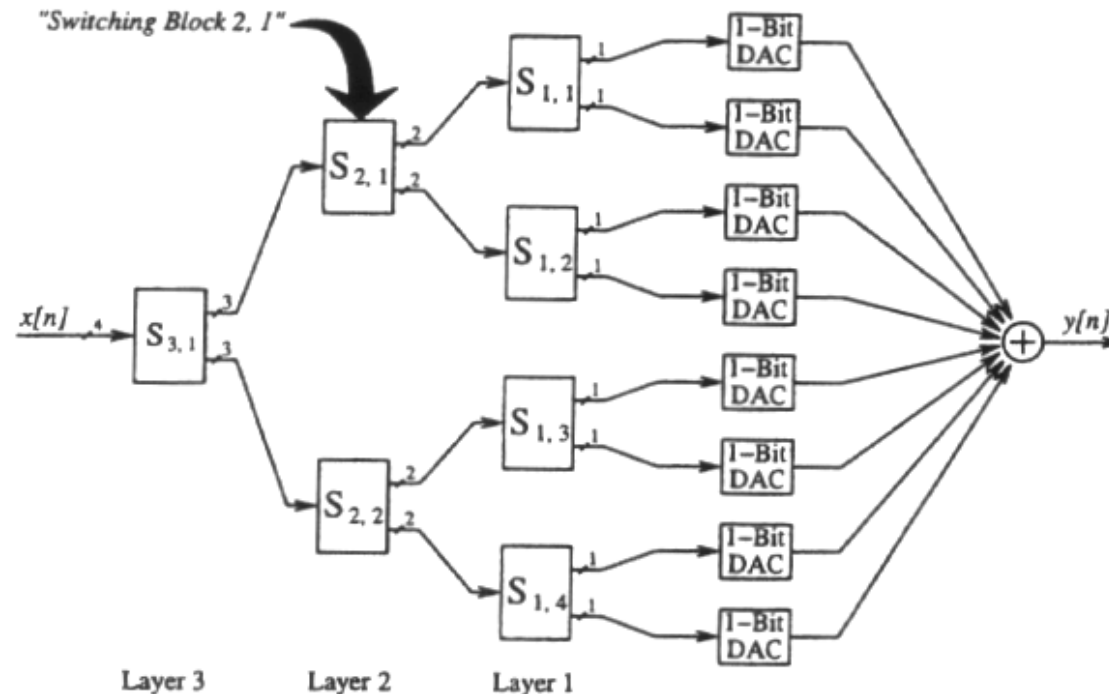 "Switching Block 2, 1"
x[n]
4
S3, 1
3
3
S2, 1
2
2
S2, 2
2
2
S1, 1
1
1
S1, 2
1
1
S1, 3
1
1
S1, 4
1
1
1-Bit
DAC
1-Bit
DAC
1-Bit
DAC
1-Bit
DAC
1-Bit
DAC
1-Bit
DAC
1-Bit
DAC
1-Bit
DAC
+
y[n]
Layer 3
Layer 2
Layer 1